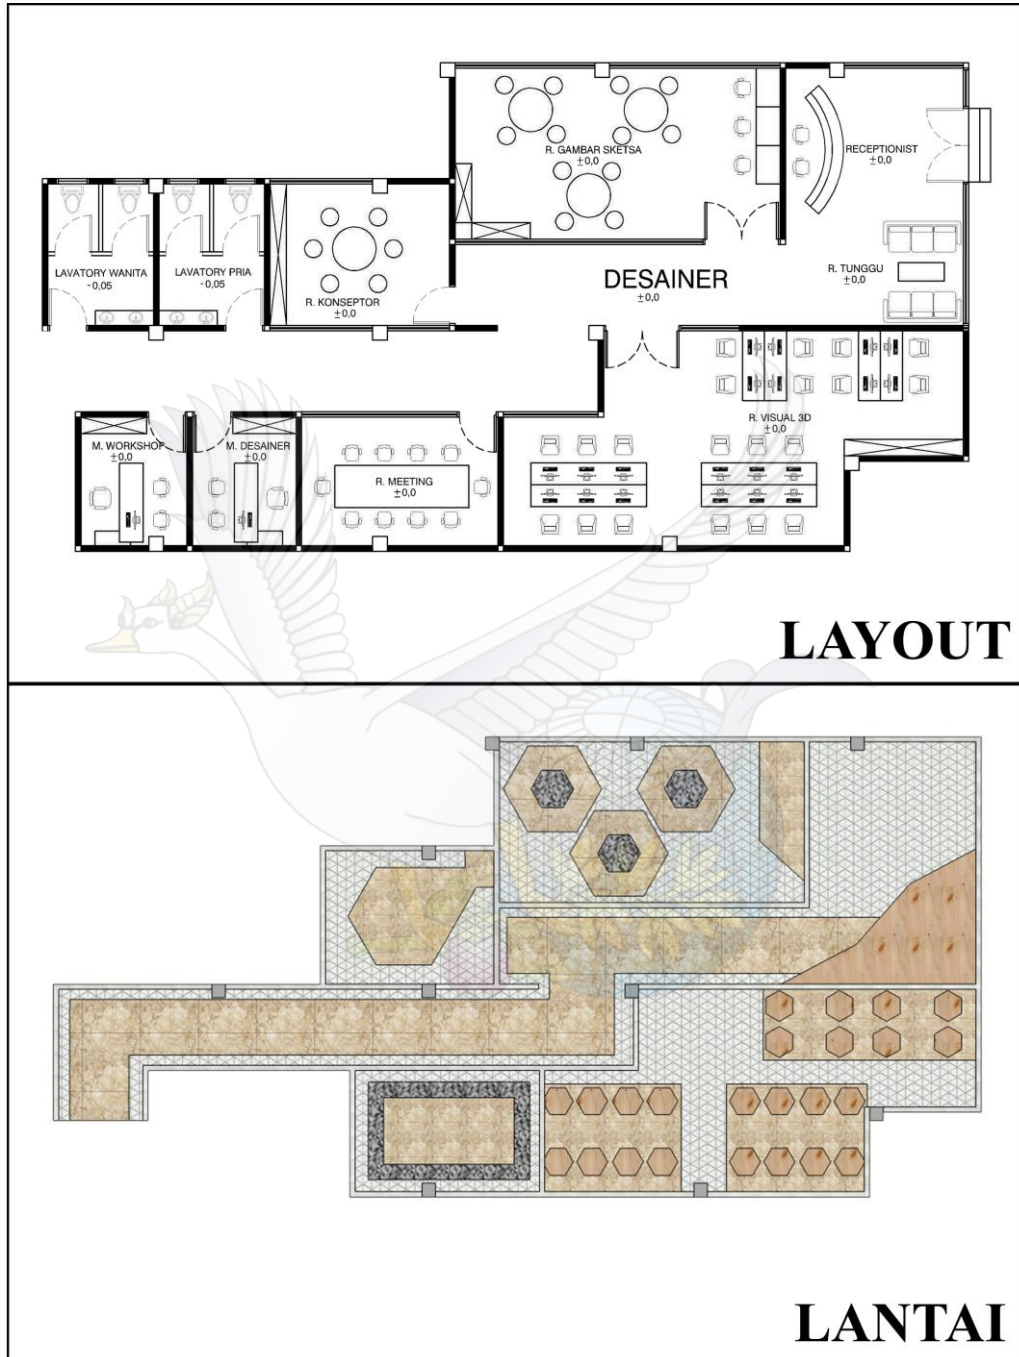 R. GAMBAR SKETSA
±0,0
RECEPTIONIST
±0,0
LAVATORY WANITA
-0,05
LAVATORY PRIA
-0,05
R. KONSEPTOR
±0,0
DESAINER
±0,0
R. TUNGGU
±0,0
R. VISUAL 3D
±0,0
M. WORKSHOP
±0,0
M. DESAINER
±0,0
R. MEETING
±0,0
LAYOUT
LANTAI